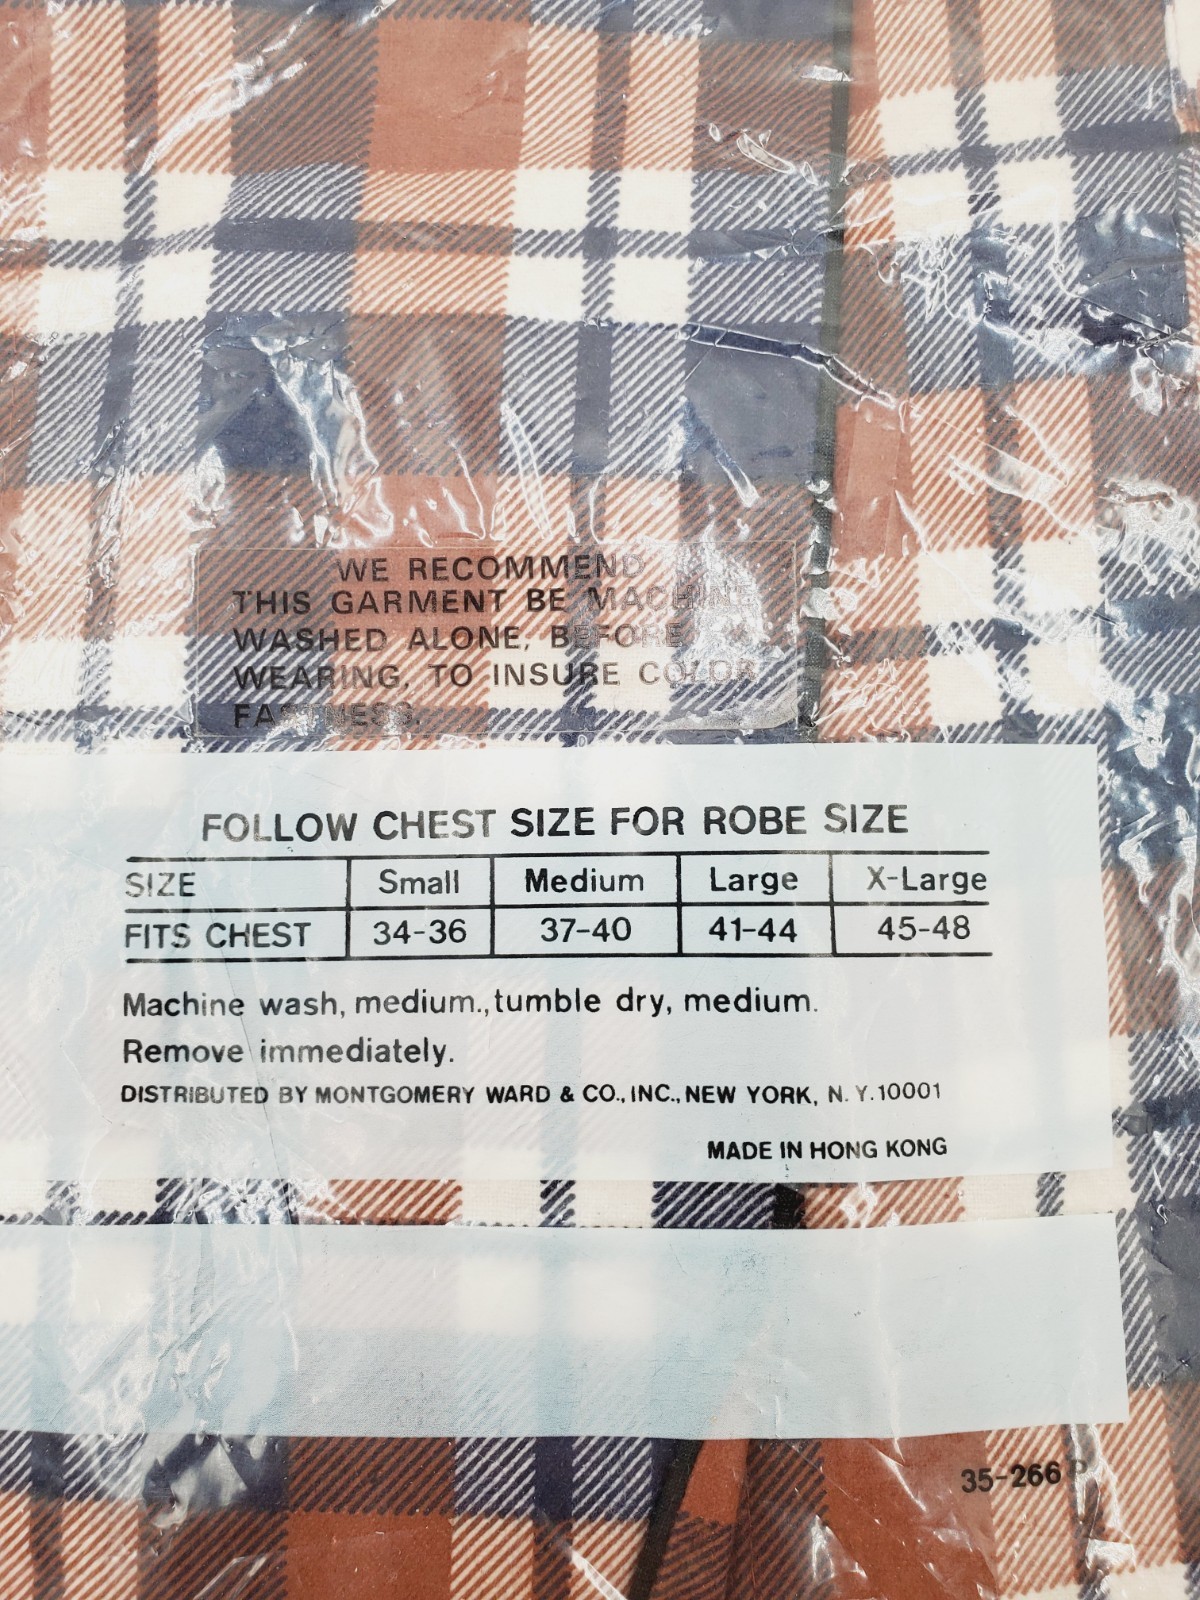 WE RECOMMEND
THIS GARMENT BE MACHINE
WASHED ALONE, BEFORE
WEARING, TO INSURE COLOR
FASTNESS.
FOLLOW CHEST SIZE FOR ROBE SIZE
SIZE Small Medium Large X-Large
FITS CHEST 34-36 37-40 41-44 45-48
Machine wash, medium., tumble dry, medium.
Remove immediately.
DISTRIBUTED BY MONTGOMERY WARD & CO., INC., NEW YORK, N.Y. 10001
MADE IN HONG KONG
35-266 P